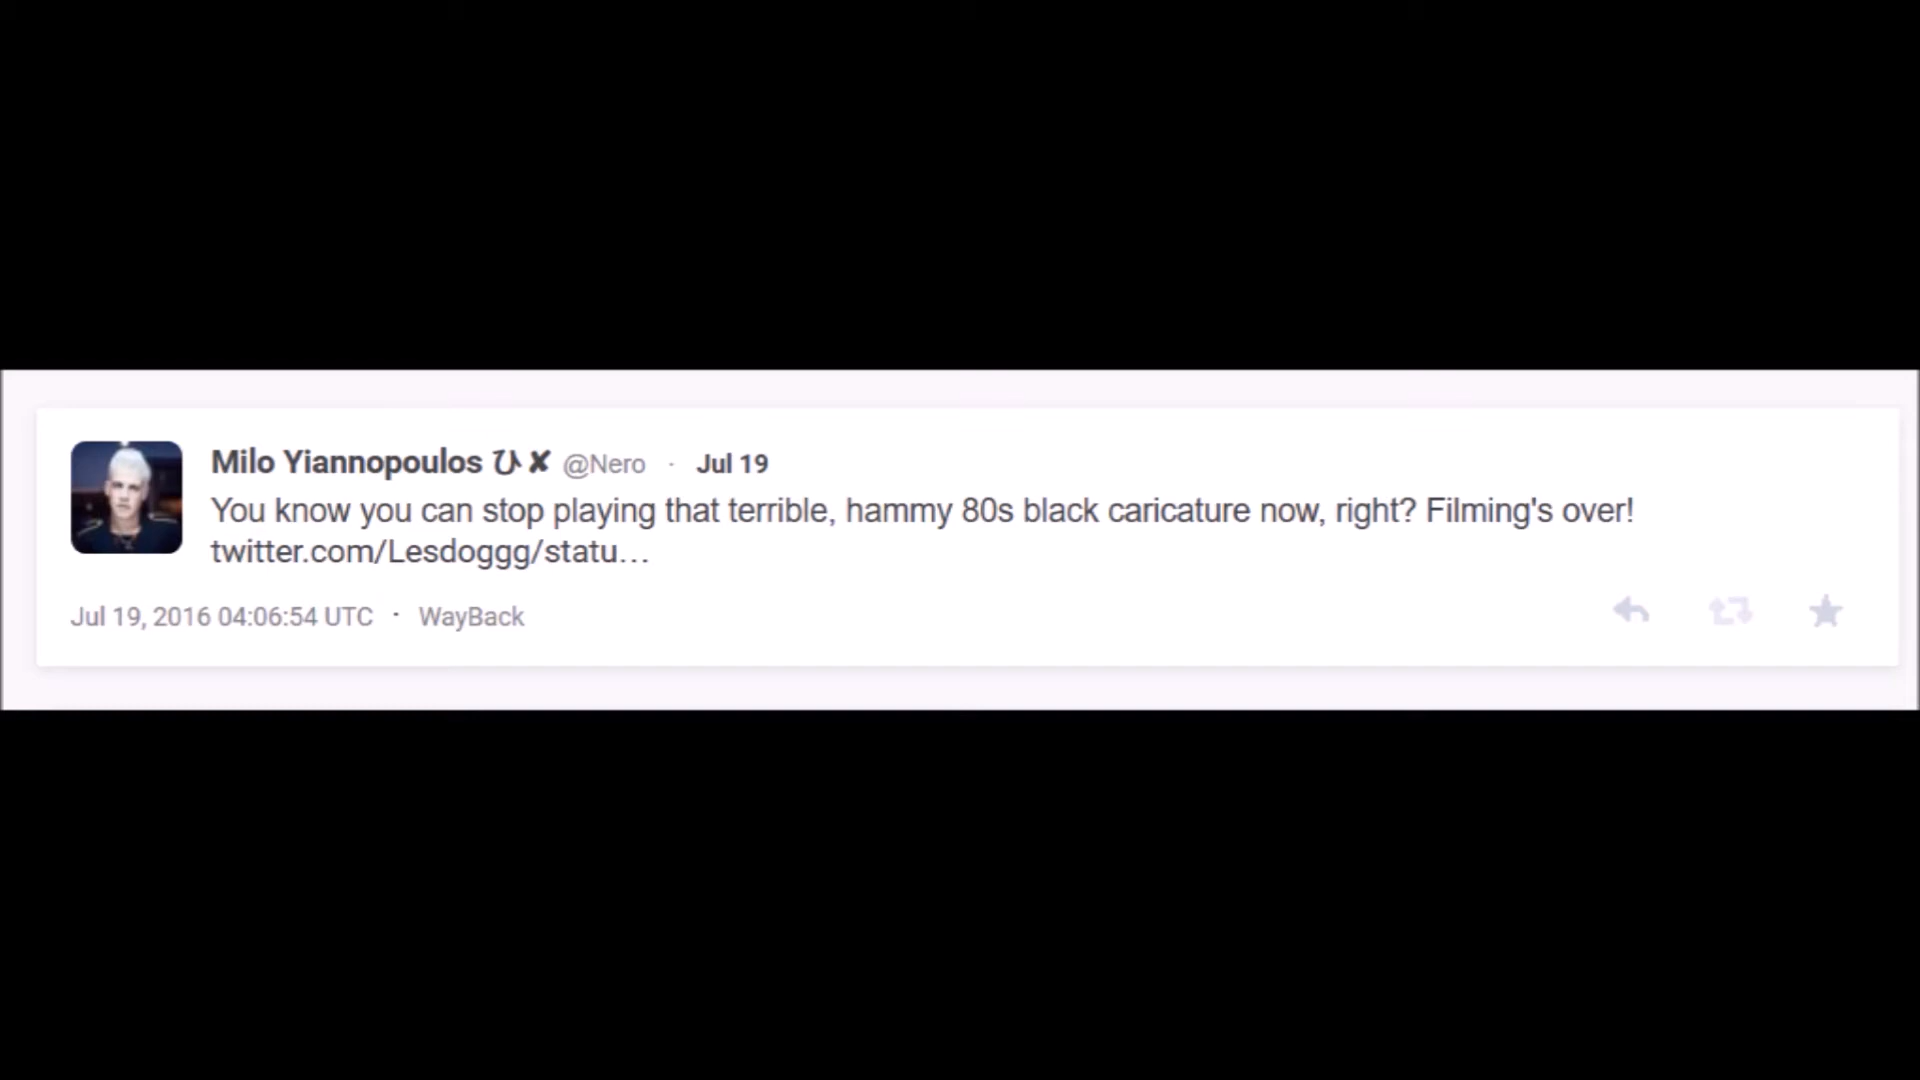 Milo Yiannopoulos ひ✘ @Nero · Jul 19
You know you can stop playing that terrible, hammy 80s black caricature now, right? Filming's over!
twitter.com/Lesdoggg/statu…
Jul 19, 2016 04:06:54 UTC · WayBack